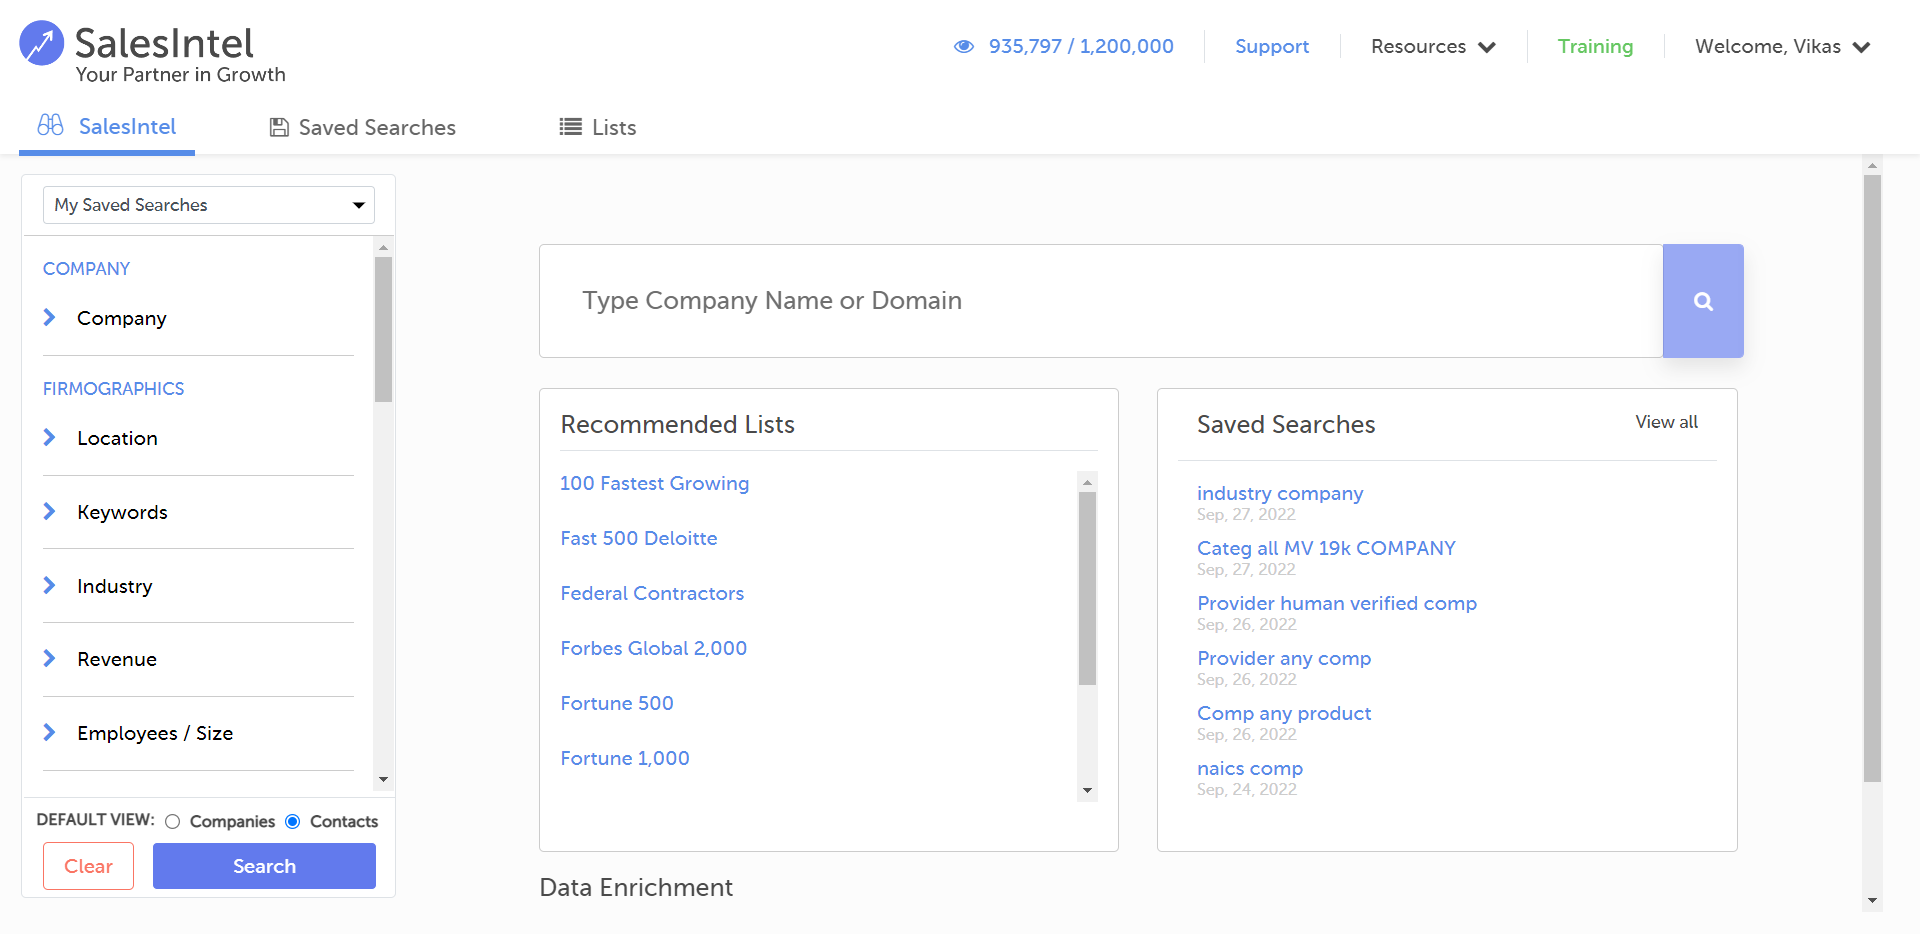 SalesIntel
Your Partner in Growth
935,797 / 1,200,000
Support
Resources
Training
Welcome, Vikas
SalesIntel
Saved Searches
Lists
My Saved Searches
COMPANY
Company
FIRMOGRAPHICS
Location
Keywords
Industry
Revenue
Employees / Size
DEFAULT VIEW:
Companies
Contacts
Clear
Search
Type Company Name or Domain
Recommended Lists
100 Fastest Growing
Fast 500 Deloitte
Federal Contractors
Forbes Global 2,000
Fortune 500
Fortune 1,000
Saved Searches
View all
industry company
Sep, 27, 2022
Categ all MV 19k COMPANY
Sep, 27, 2022
Provider human verified comp
Sep, 26, 2022
Provider any comp
Sep, 26, 2022
Comp any product
Sep, 26, 2022
naics comp
Sep, 24, 2022
Data Enrichment